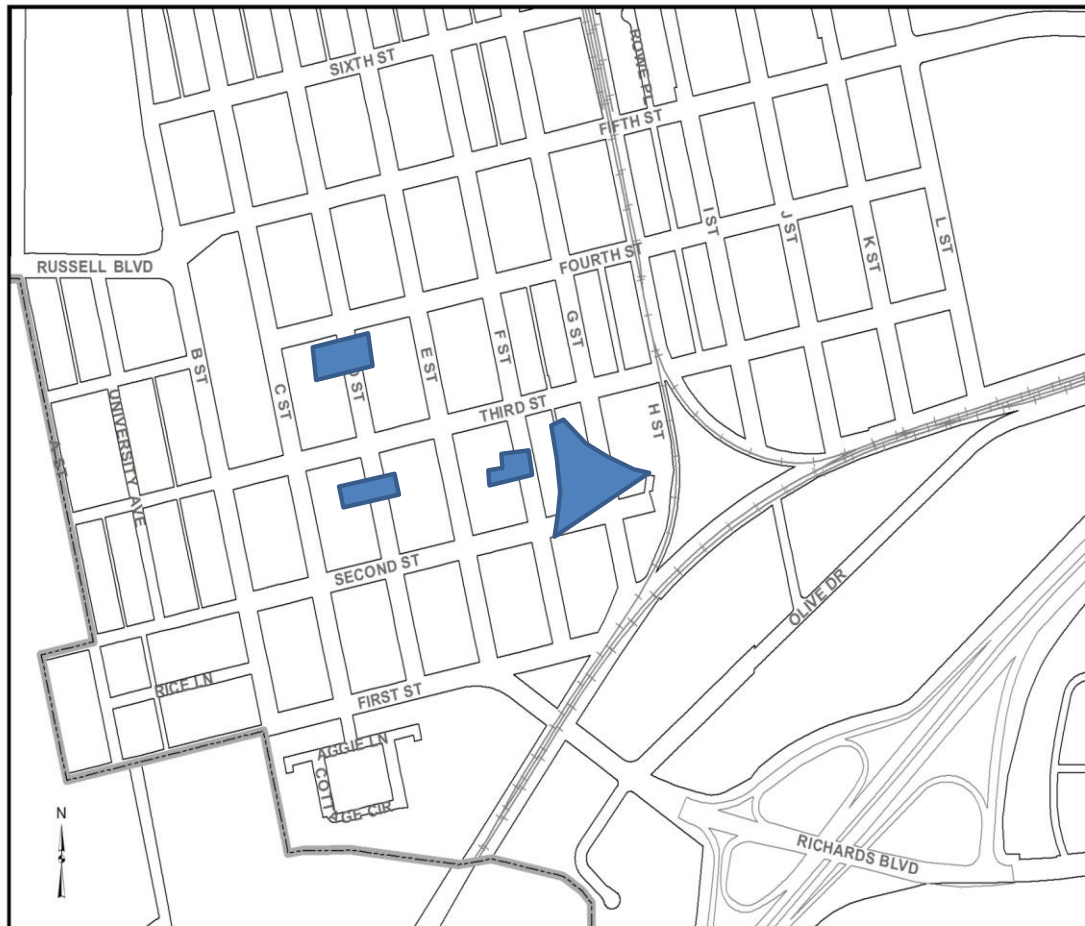 SIXTH ST
ROWE PL
FIFTH ST
I ST
J ST
K ST
L ST
FOURTH ST
RUSSELL BLVD
B ST
C ST
D ST
E ST
F ST
G ST
H ST
THIRD ST
A ST
UNIVERSITY AVE
SECOND ST
OLIVE DR
RICE LN
FIRST ST
AGGIE LN
COTTAGE CIR
RICHARDS BLVD
N